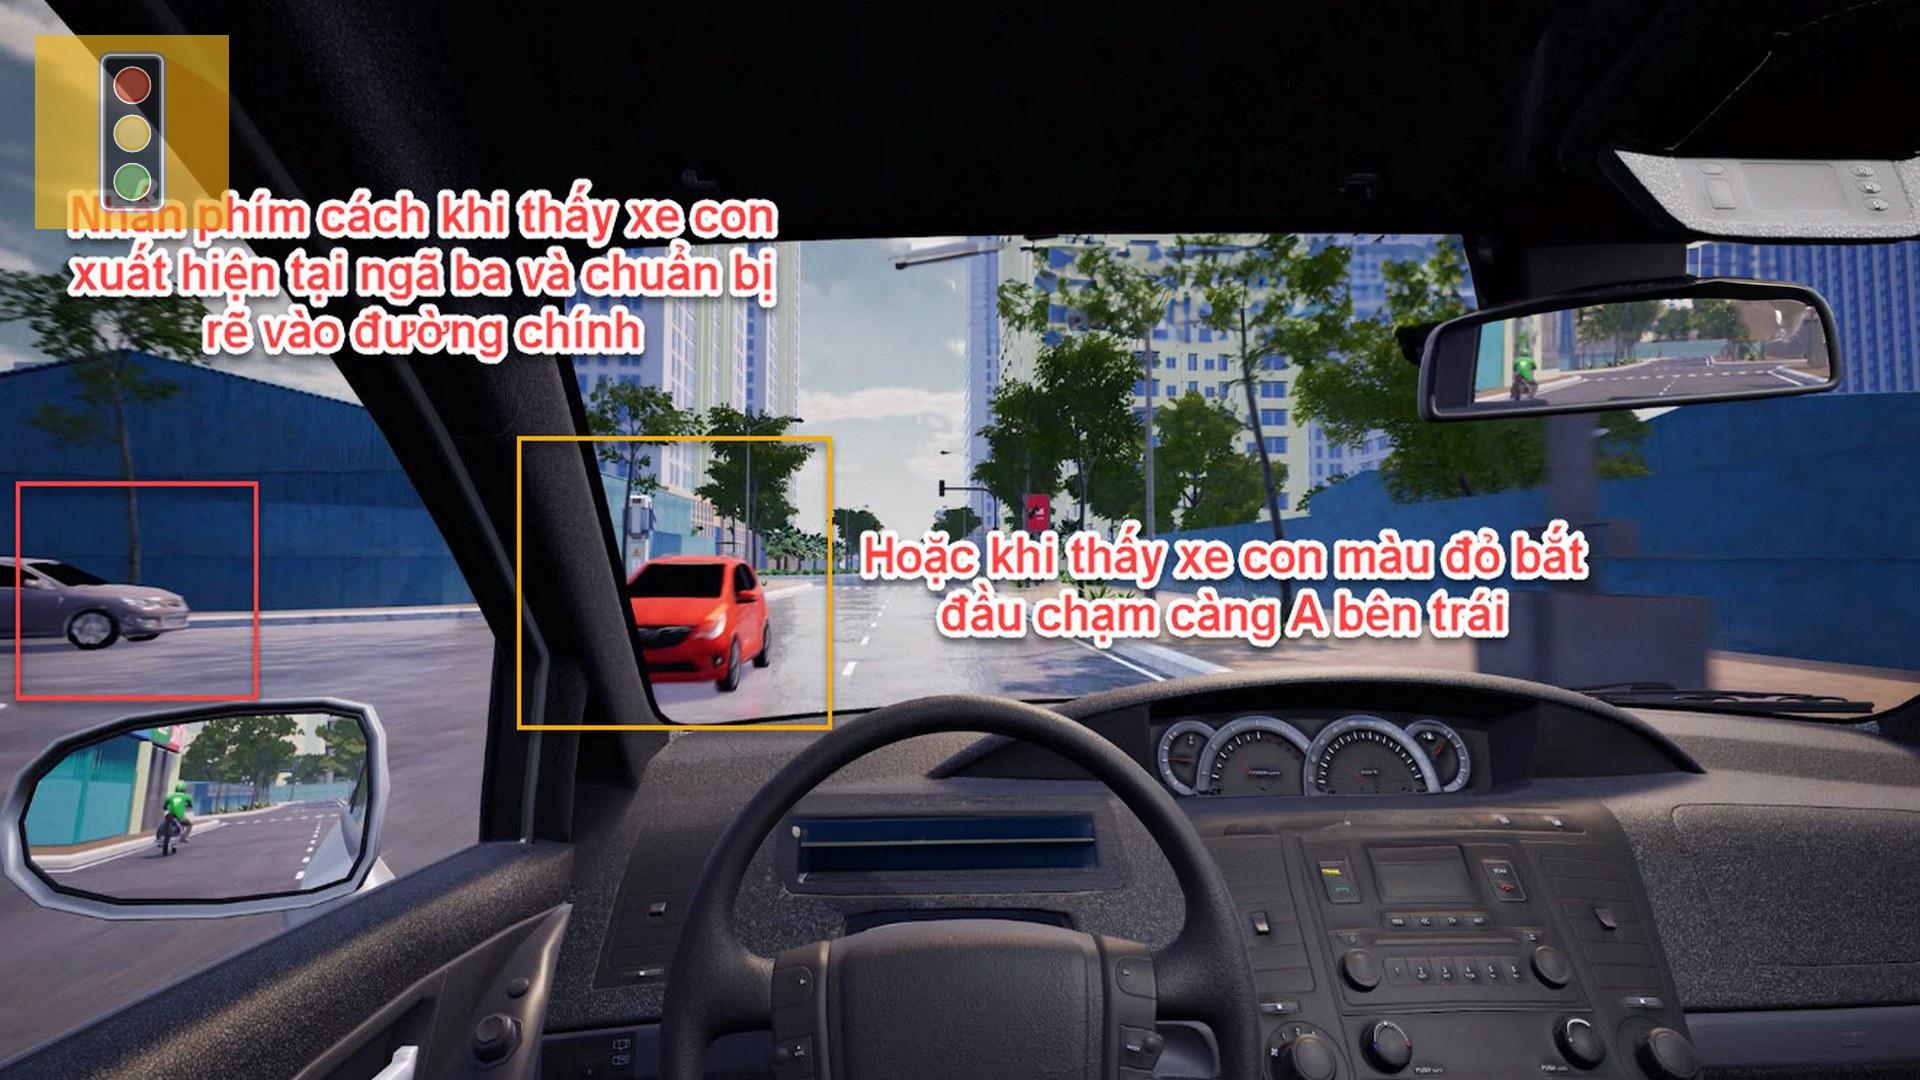 Nhấn phím cách khi thấy xe con
xuất hiện tại ngã ba và chuẩn bị
rẽ vào đường chính
Hoặc khi thấy xe con màu đỏ bắt
đầu chạm càng A bên trái